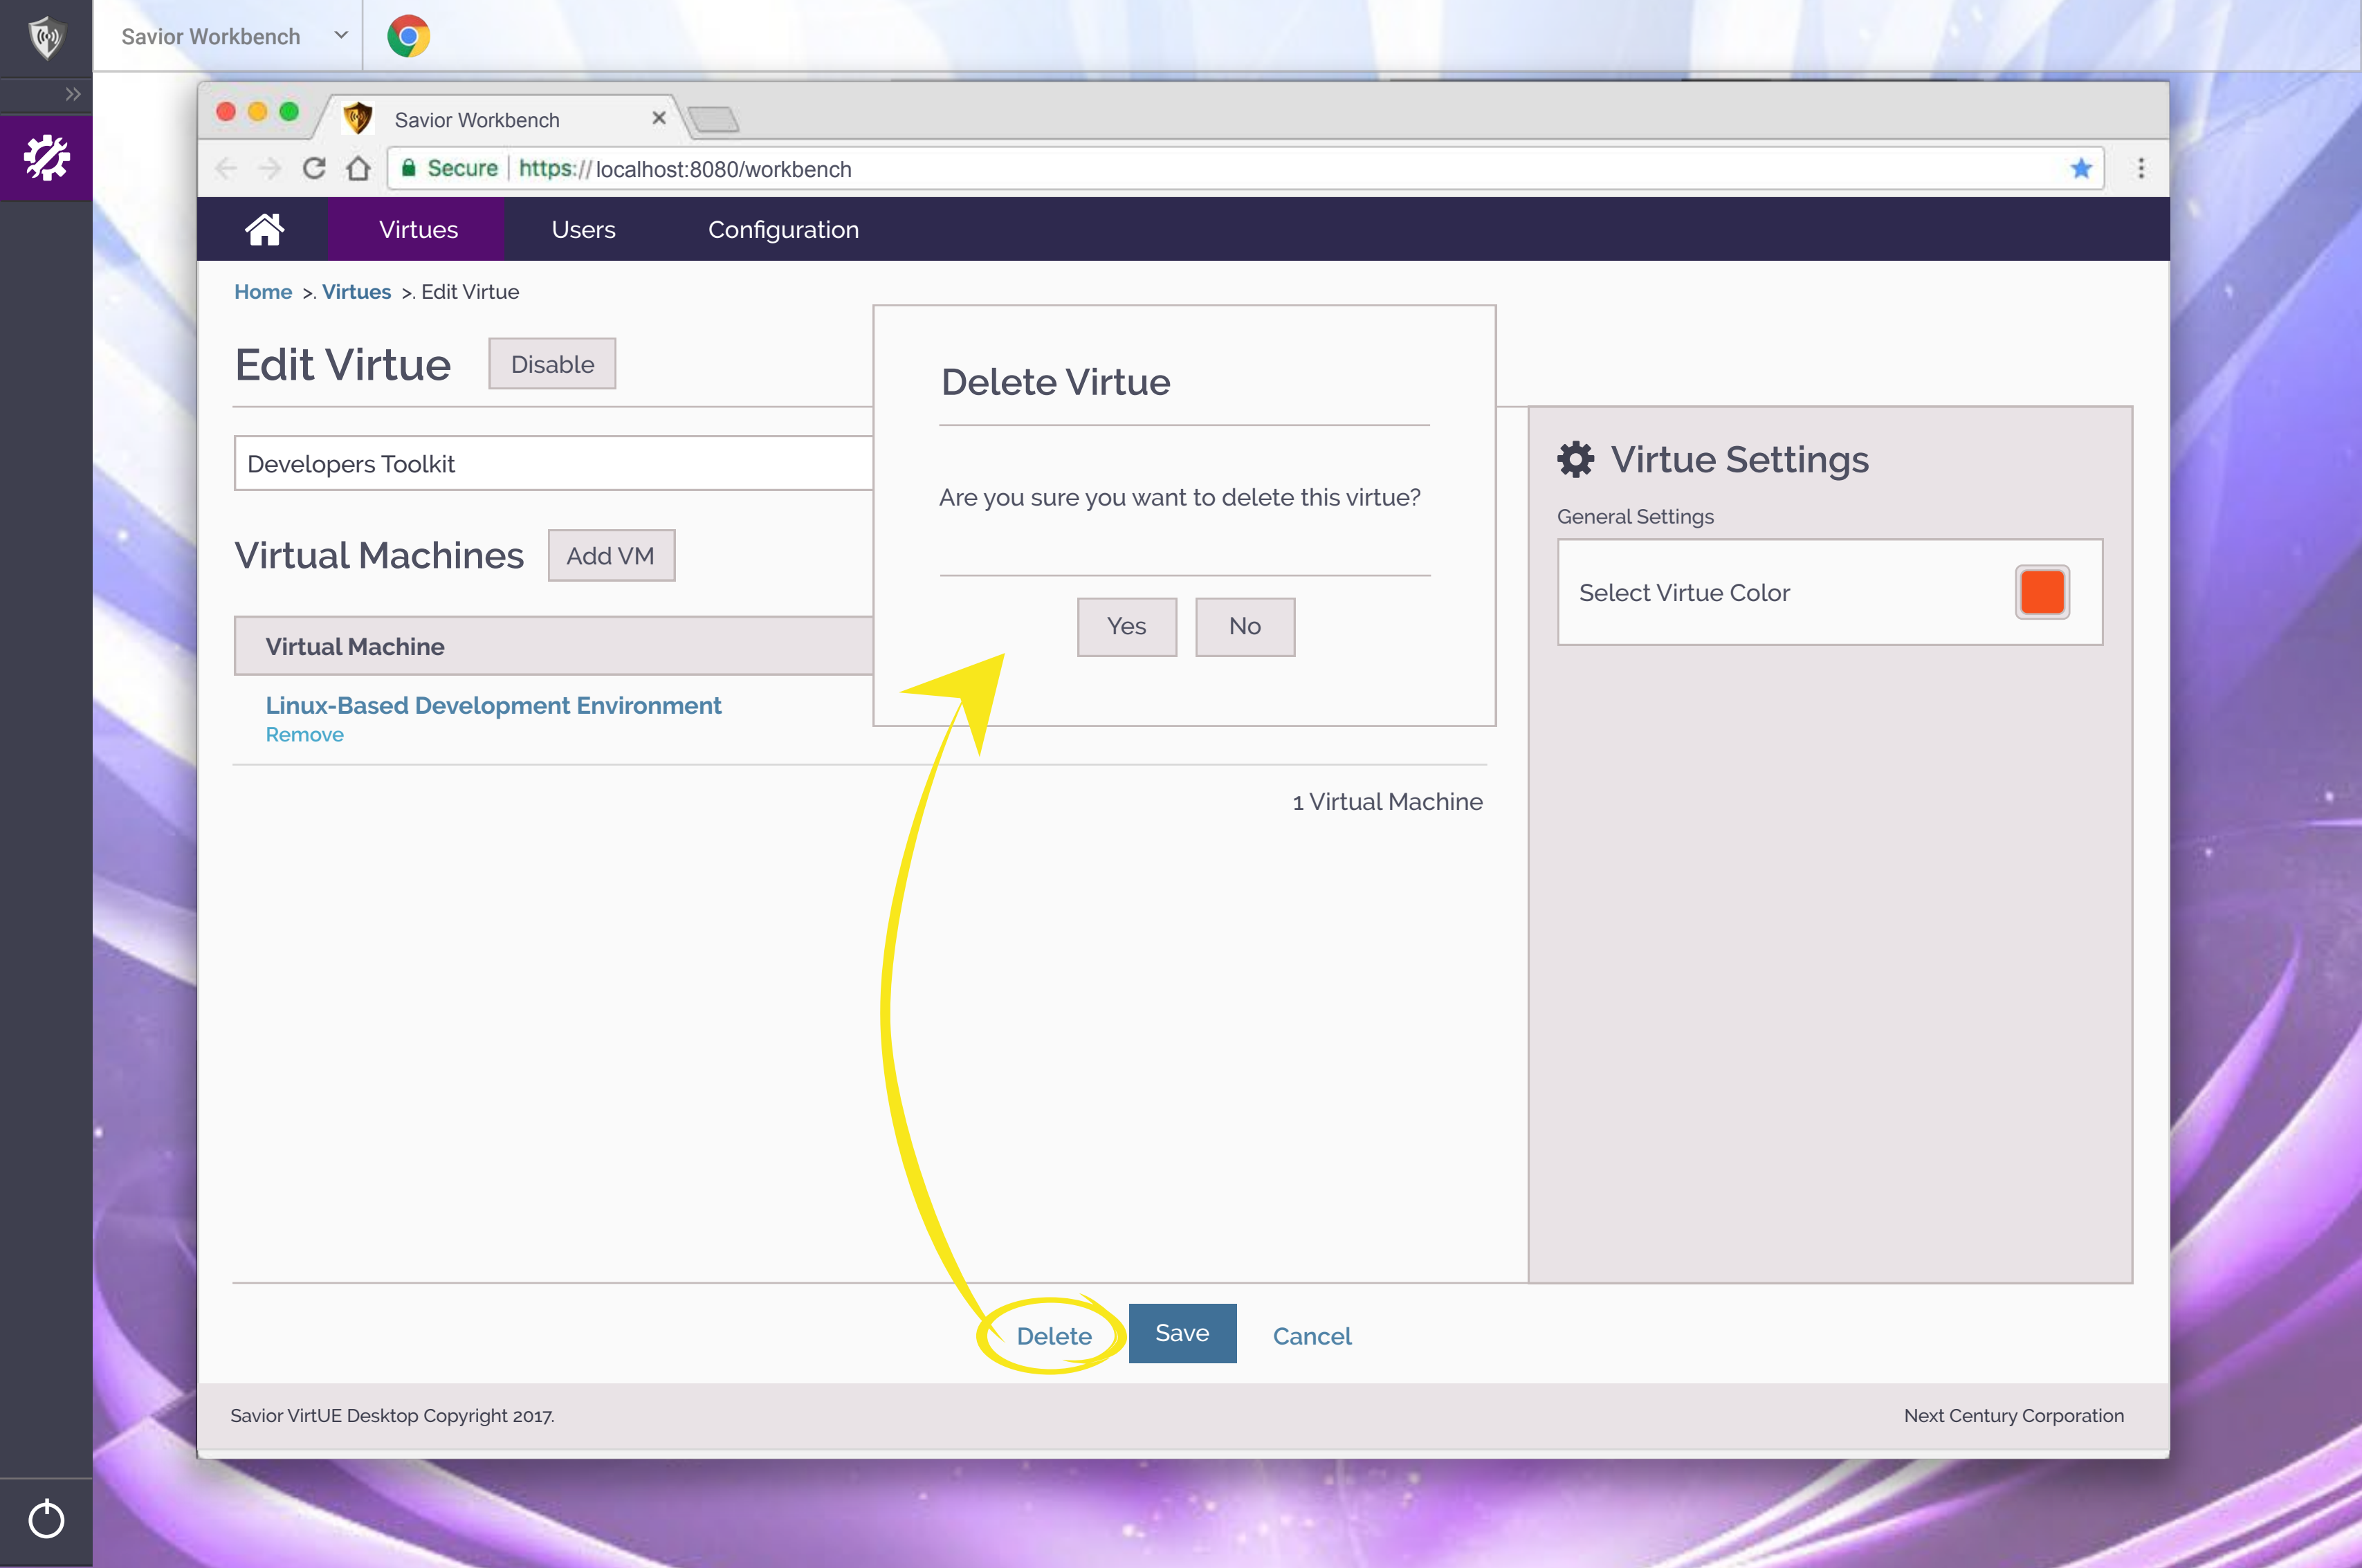 Savior Workbench
Savior Workbench
Secure
https://localhost:8080/workbench
Virtues
Users
Configuration
Home >. Virtues >. Edit Virtue
Edit Virtue
Disable
Developers Toolkit
Virtual Machines
Add VM
Virtual Machine
Linux-Based Development Environment
Remove
1 Virtual Machine
Delete Virtue
Are you sure you want to delete this virtue?
Yes
No
Virtue Settings
General Settings
Select Virtue Color
Delete
Save
Cancel
Savior VirtUE Desktop Copyright 2017.
Next Century Corporation